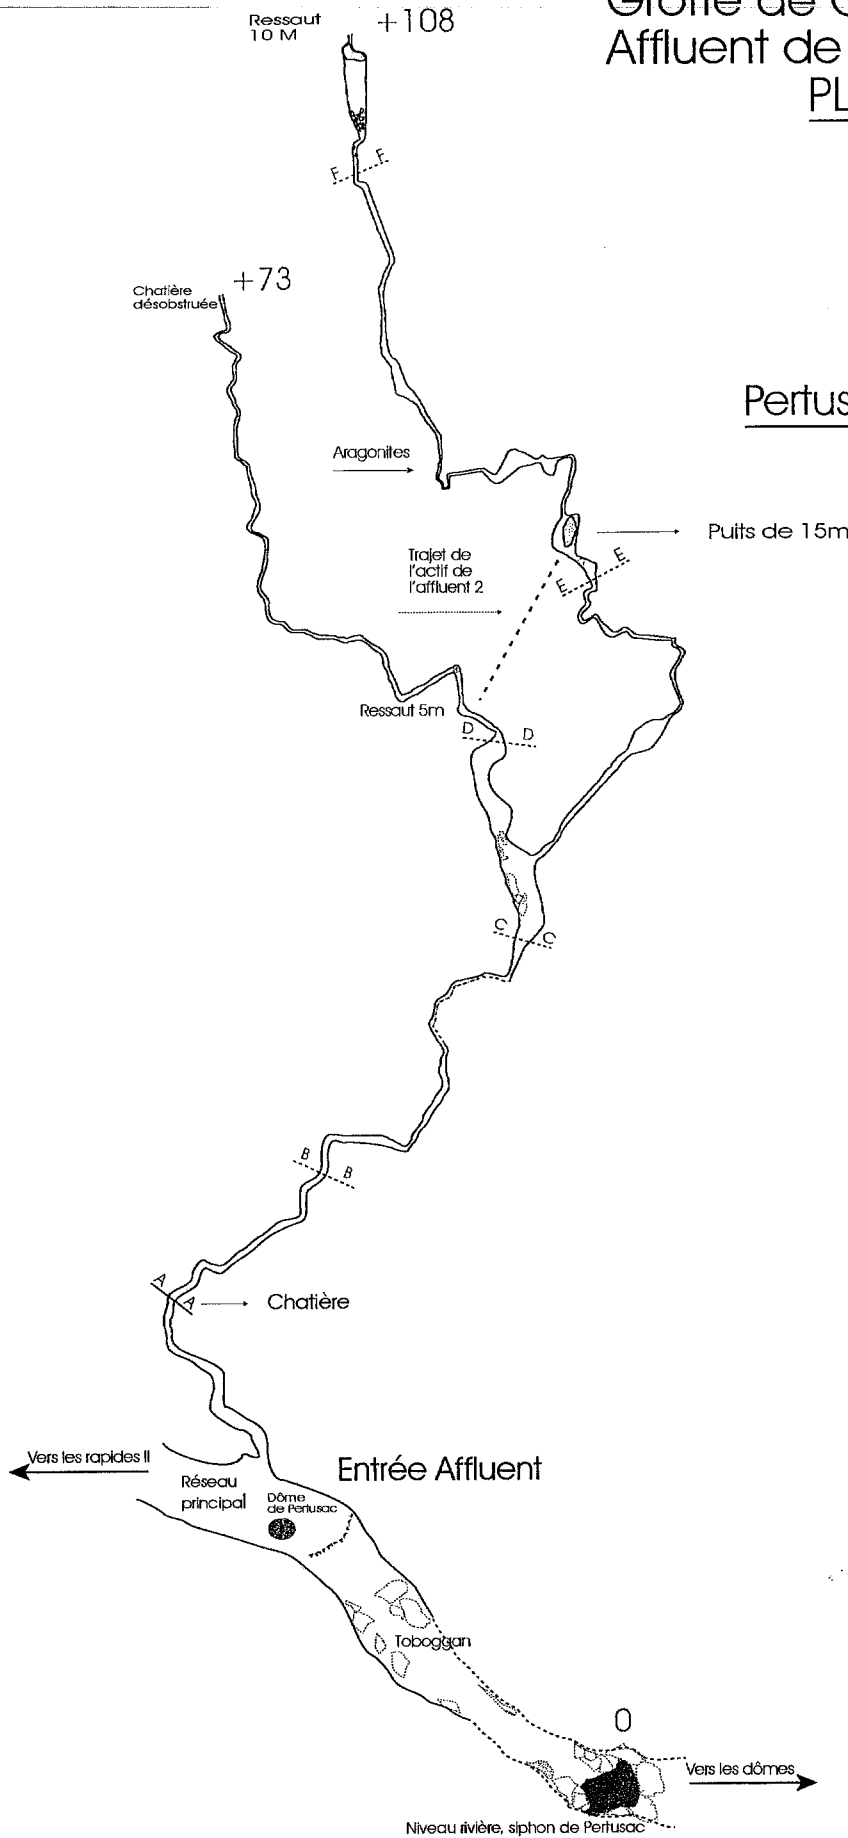 Ressaut
10 M
+108
Grotte de
Affluent de
+73
Chatière
désobstruée
F
F
Aragonites
Puits de 15m
Trajet de
l'actif de
l'affluent 2
E
E
Ressaut 5m
D
D
C
C
B
B
A
A
Chatière
Vers les rapides II
Entrée Affluent
Réseau
principal
Dôme
de Pertusac
Toboggan
0
Vers les dômes
Niveau rivière, siphon de Pertusac